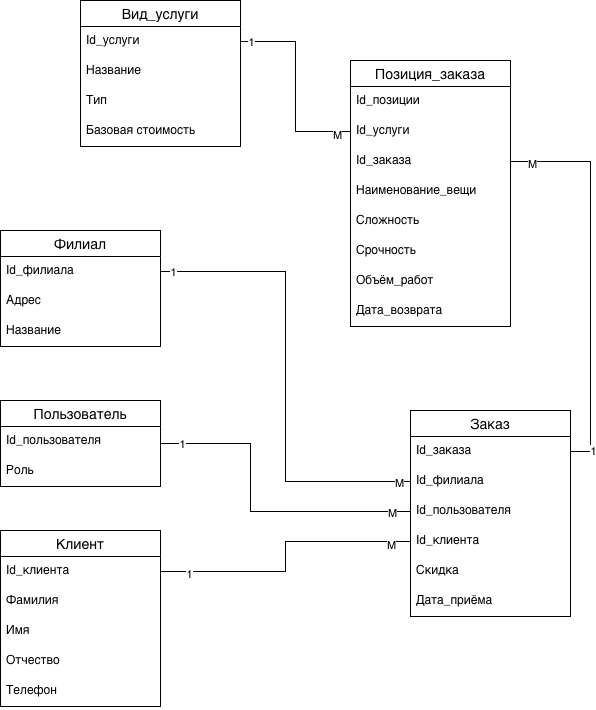 Вид_услуги
Id_услуги
Название
Тип
Базовая стоимость
1
М
Позиция_заказа
Id_позиции
Id_услуги
Id_заказа
Наименование_вещи
Сложность
Срочность
Объём_работ
Дата_возврата
М
1
Филиал
Id_филиала
Адрес
Название
1
М
Пользователь
Id_пользователя
Роль
1
М
Клиент
Id_клиента
Фамилия
Имя
Отчество
Телефон
1
М
Заказ
Id_заказа
Id_филиала
Id_пользователя
Id_клиента
Скидка
Дата_приёма